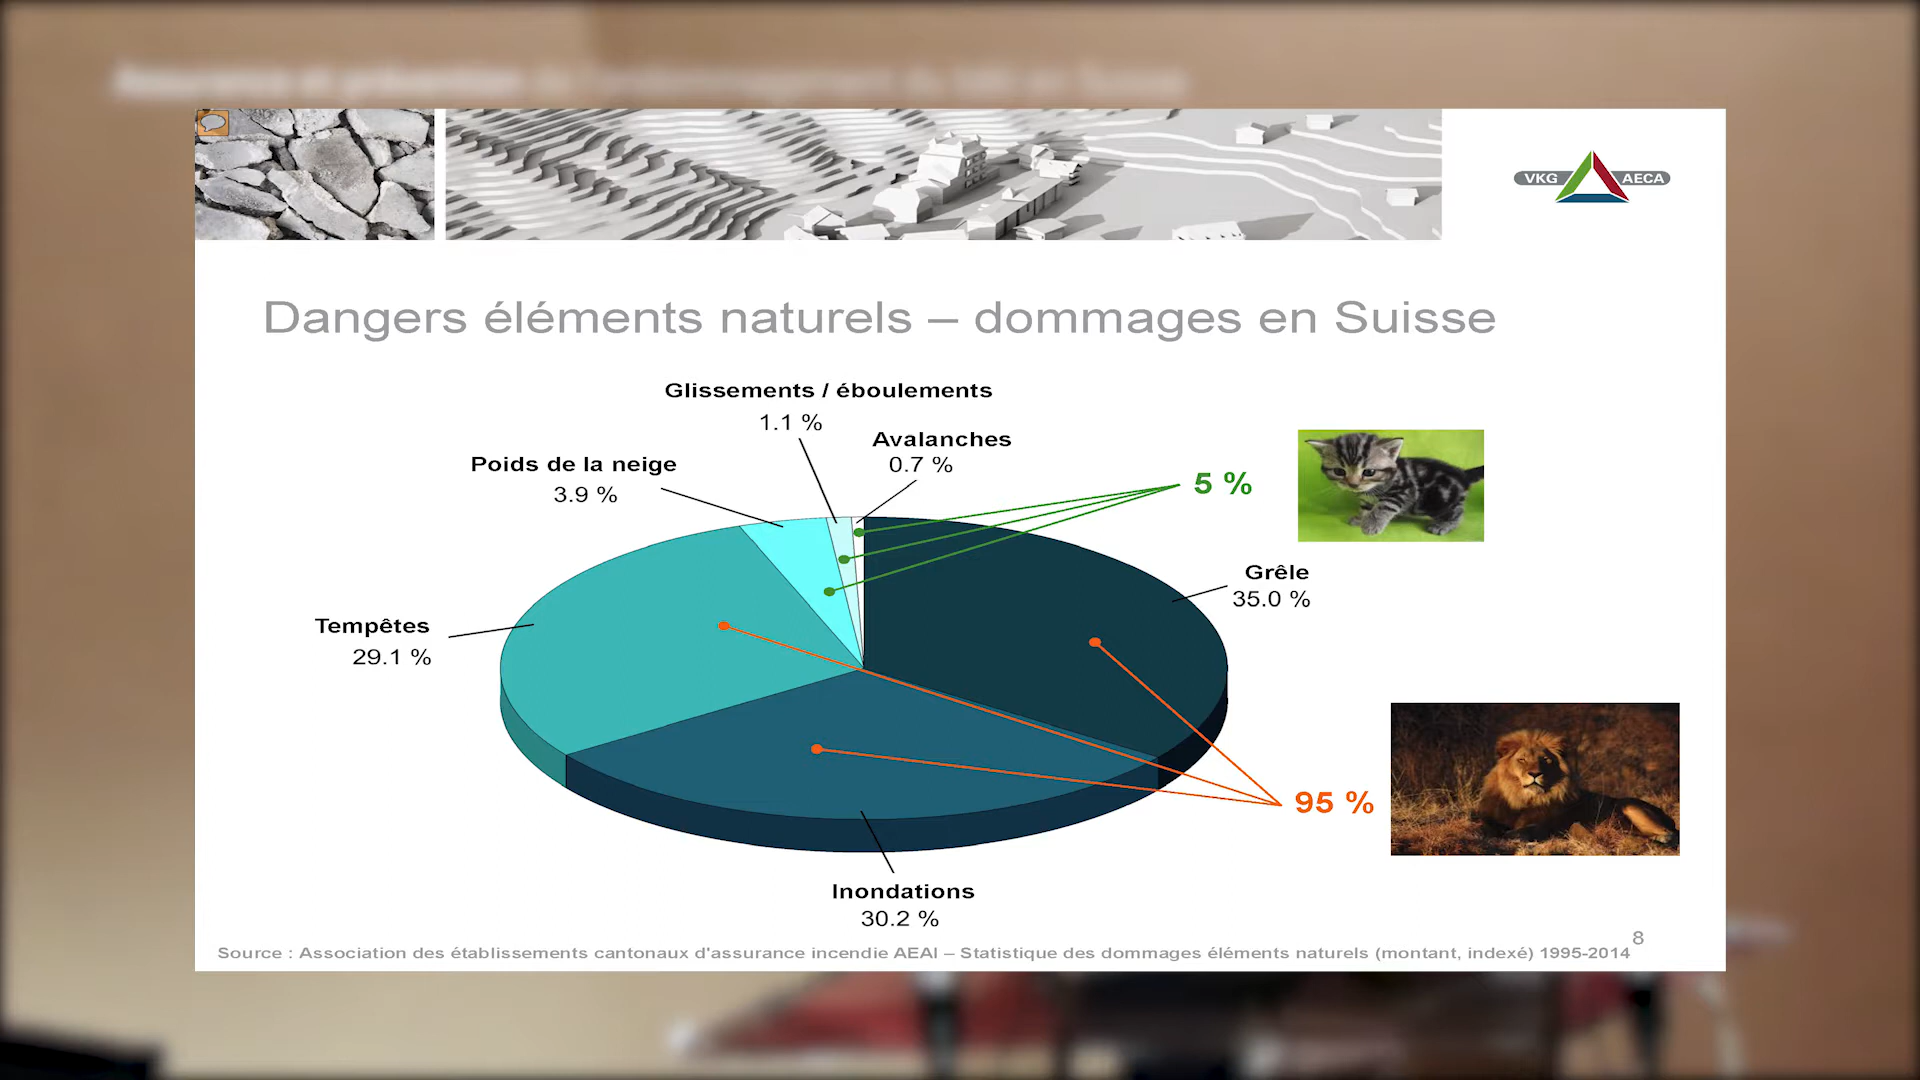 VKG AECA
Dangers éléments naturels – dommages en Suisse
Glissements / éboulements
1.1 %
Avalanches
0.7 %
Poids de la neige
3.9 %
5 %
Grêle
35.0 %
Tempêtes
29.1 %
95 %
Inondations
30.2 %
8
Source : Association des établissements cantonaux d'assurance incendie AEAI – Statistique des dommages éléments naturels (montant, indexé) 1995-2014